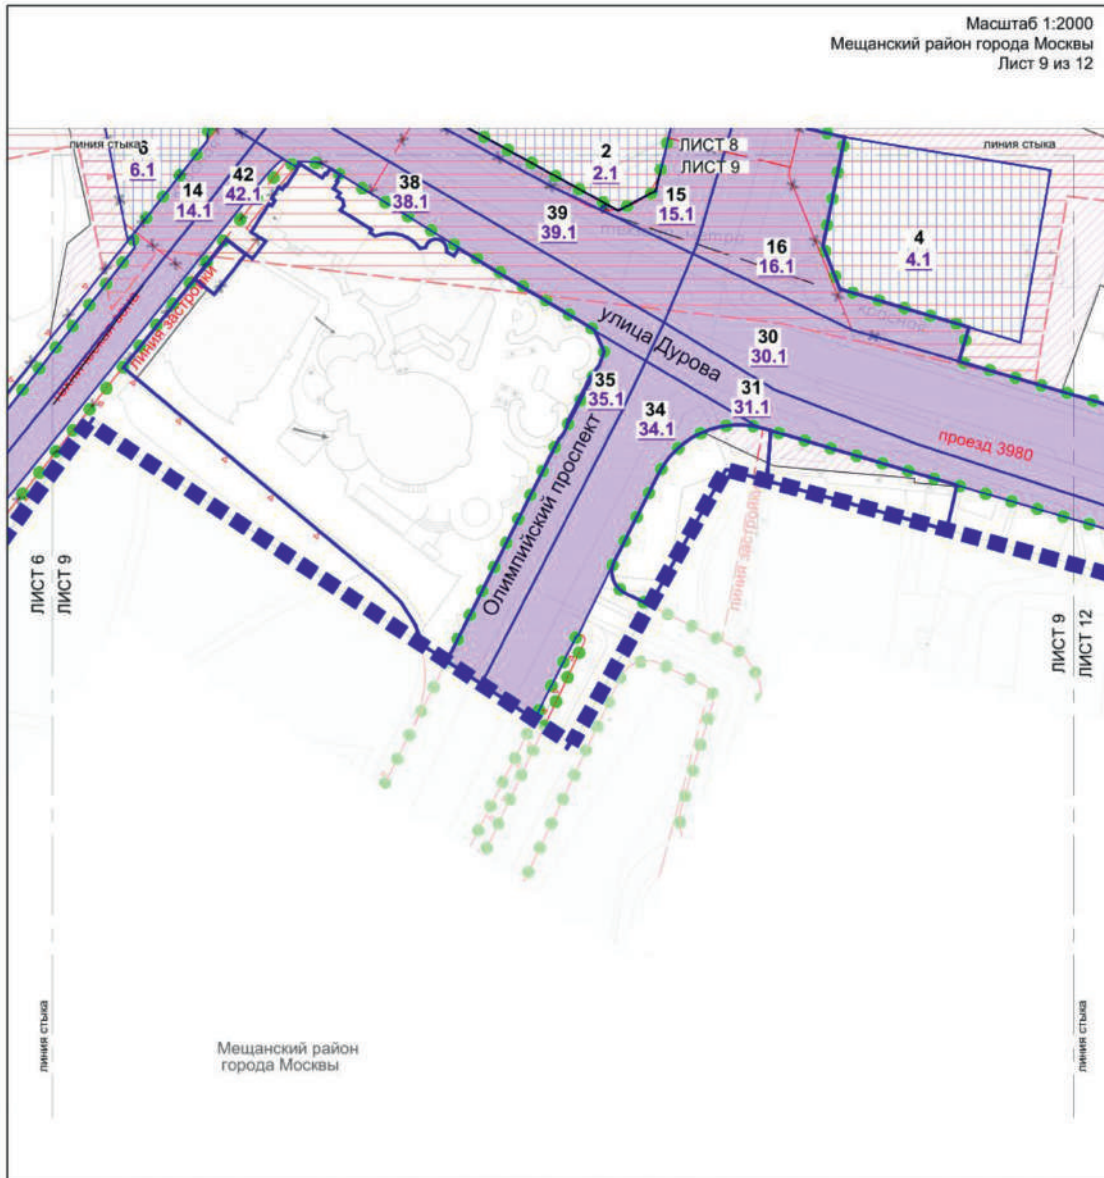 Масштаб 1:2000
Мещанский район города Москвы
Лист 9 из 12
линия стыка
ЛИСТ 8
ЛИСТ 9
линия стыка
6
6.1
14
14.1
42
42.1
38
38.1
39
39.1
2
2.1
15
15.1
16
16.1
4
4.1
техническая зона
линия застройки
улица Дурова
30
30.1
31
31.1
35
35.1
34
34.1
проезд 3980
Олимпийский проспект
линия застройки
ЛИСТ 6
ЛИСТ 9
ЛИСТ 9
ЛИСТ 12
линия стыка
линия стыка
Мещанский район
города Москвы